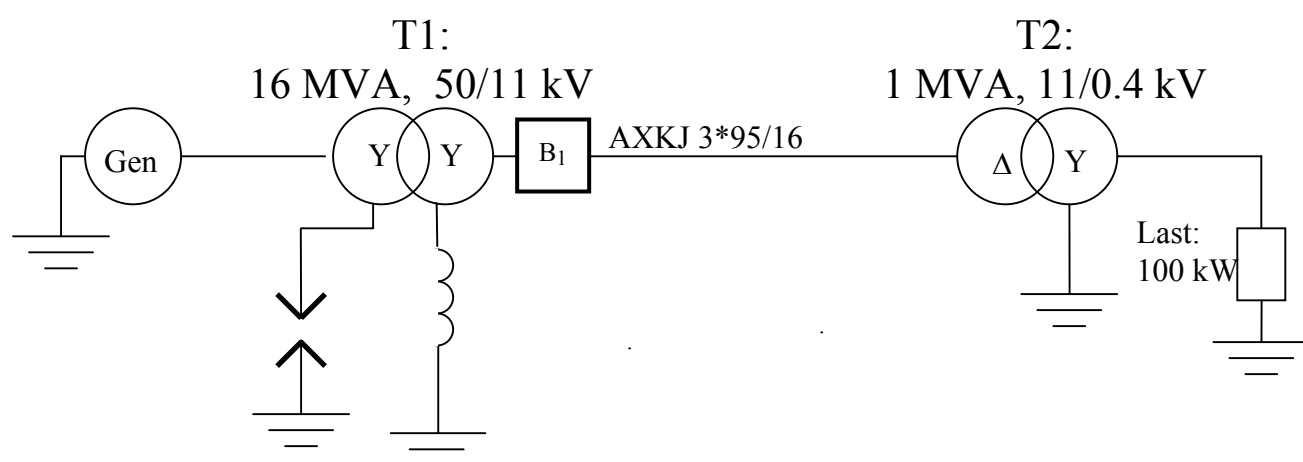 T1:
16 MVA, 50/11 kV
T2:
1 MVA, 11/0.4 kV
Gen
Y
Y
B1
AXKJ 3*95/16
Δ
Y
Last:
100 kW